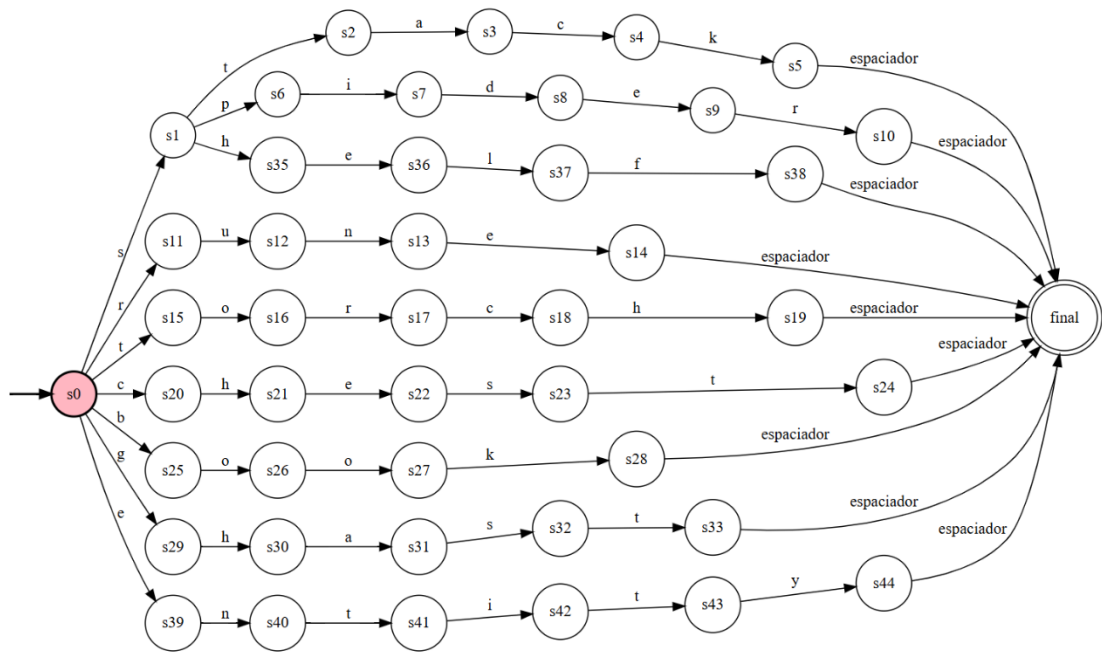 s2 a s3 c s4 k s5 espaciador
t
s6 i s7 d s8 e s9 r s10 espaciador
p
s1
h
s35 e s36 l s37 f s38 espaciador
s
s11 u s12 n s13 e s14 espaciador
r
s15 o s16 r s17 c s18 h s19 espaciador final
t
s0 c s20 h s21 e s22 s s23 t s24 espaciador
b
s25 o s26 o s27 k s28 espaciador
g
s29 h s30 a s31 s s32 t s33 espaciador
e
s39 n s40 t s41 i s42 t s43 y s44 espaciador